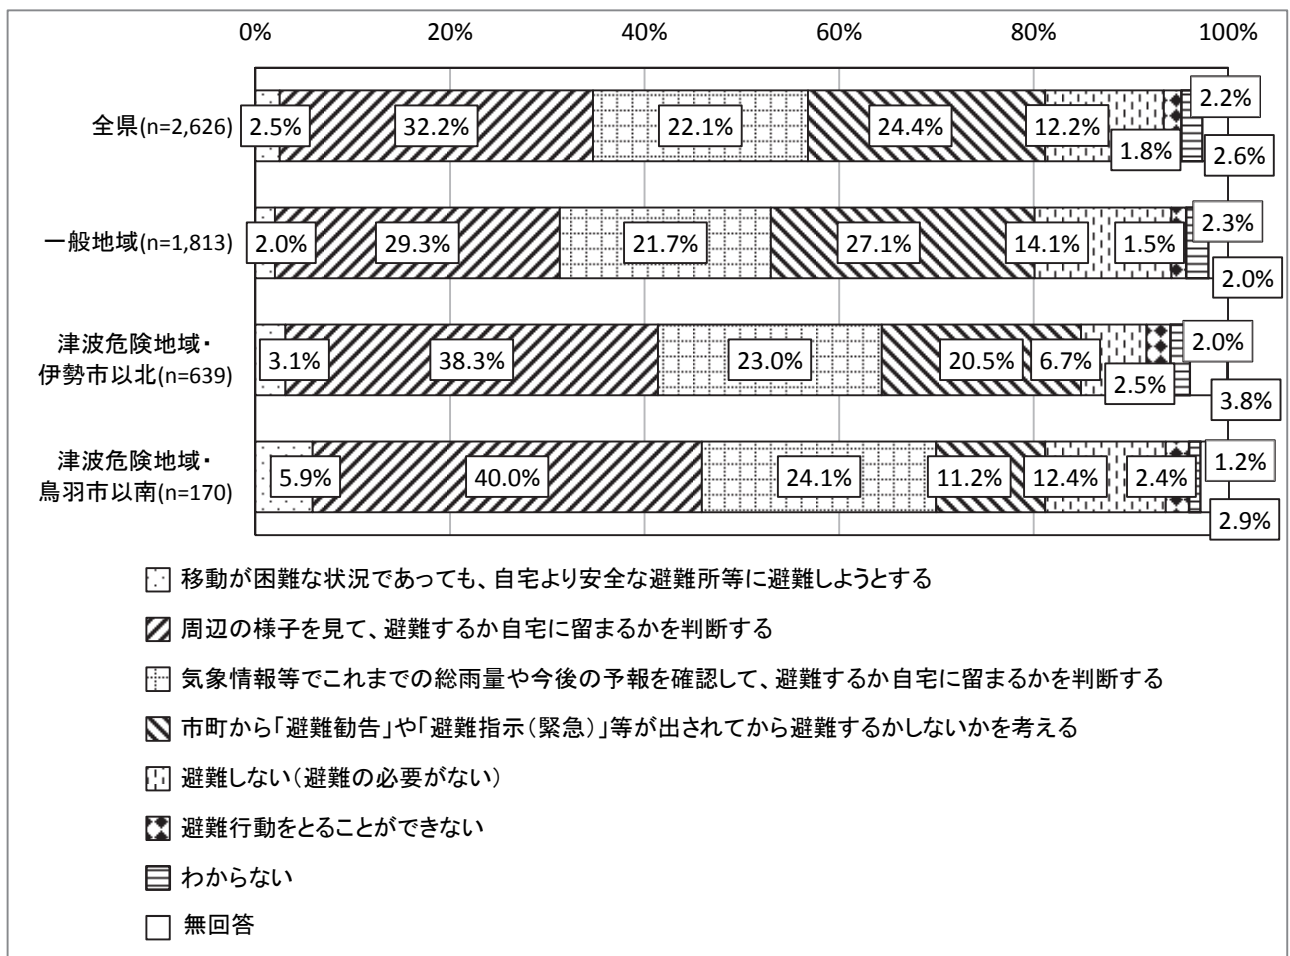 0% 20% 40% 60% 80% 100%
全県(n=2,626) 2.5% 32.2% 22.1% 24.4% 12.2% 1.8% 2.2% 2.6%
一般地域(n=1,813) 2.0% 29.3% 21.7% 27.1% 14.1% 1.5% 2.3% 2.0%
津波危険地域・
伊勢市以北(n=639) 3.1% 38.3% 23.0% 20.5% 6.7% 2.5% 2.0% 3.8%
津波危険地域・
鳥羽市以南(n=170) 5.9% 40.0% 24.1% 11.2% 12.4% 2.4% 1.2% 2.9%
移動が困難な状況であっても、自宅より安全な避難所等に避難しようとする
周辺の様子を見て、避難するか自宅に留まるかを判断する
気象情報等でこれまでの総雨量や今後の予報を確認して、避難するか自宅に留まるかを判断する
市町から「避難勧告」や「避難指示(緊急)」等が出されてから避難するかしないかを考える
避難しない(避難の必要がない)
避難行動をとることができない
わからない
無回答